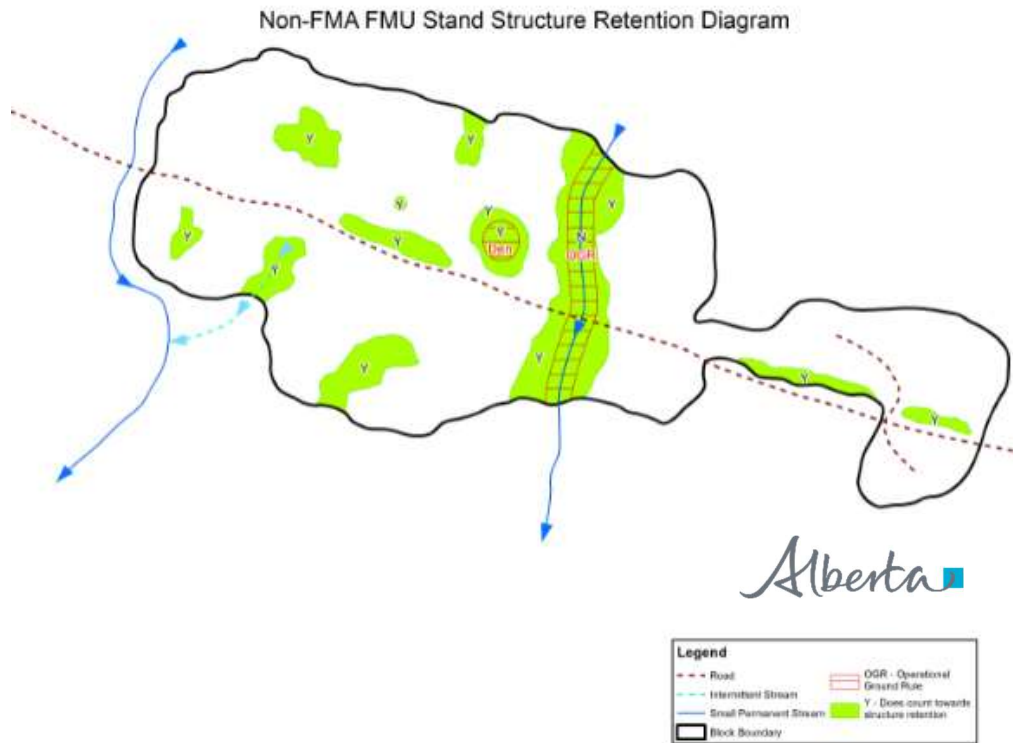 Non-FMA FMU Stand Structure Retention Diagram
Y
Y
Y
Y
Y
Y
Y
Y
Den
N
OGR
Y
Y
Y
Y
Y
Y
Alberta
Legend
Road
Intermittent Stream
Small Permanent Stream
Block Boundary
OGR - Operational
Ground Rule
Y - Does count towards
structure retention